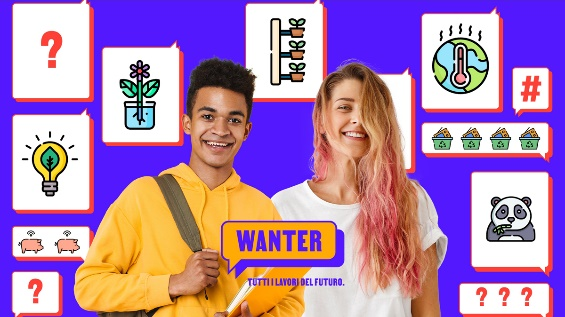 ?
#
?
WANTER
TUTTI I LAVORI DEL FUTURO.
? ? ?